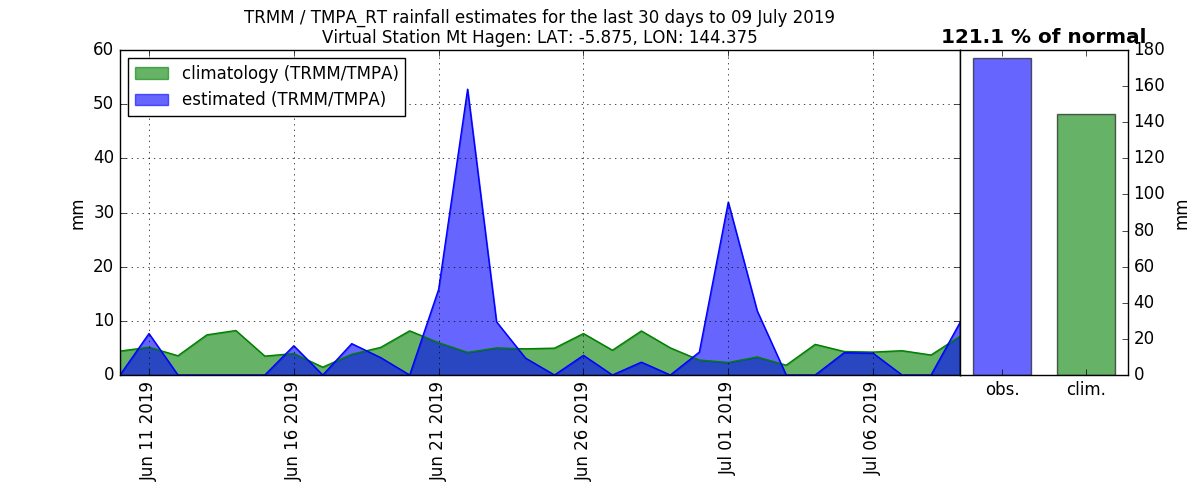 TRMM / TMPA_RT rainfall estimates for the last 30 days to 09 July 2019
Virtual Station Mt Hagen: LAT: -5.875, LON: 144.375
121.1 % of normal
climatology (TRMM/TMPA)
estimated (TRMM/TMPA)
60
50
40
30
20
10
0
mm
Jun 11 2019
Jun 16 2019
Jun 21 2019
Jun 26 2019
Jul 01 2019
Jul 06 2019
180
160
140
120
100
80
60
40
20
0
mm
obs.
clim.